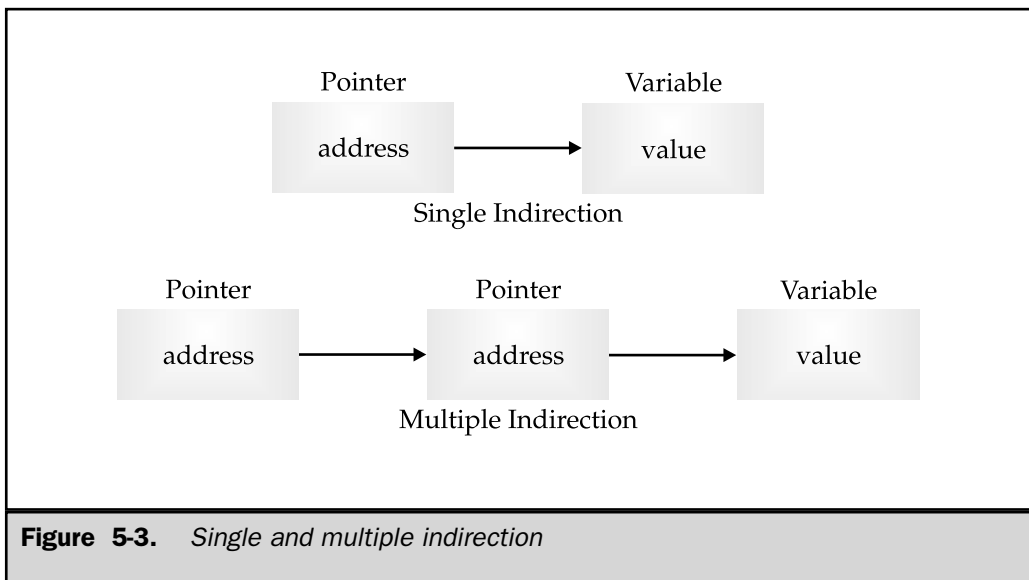 Pointer Variable
address value
Single Indirection
Pointer Pointer Variable
address address value
Multiple Indirection
Figure 5-3. Single and multiple indirection